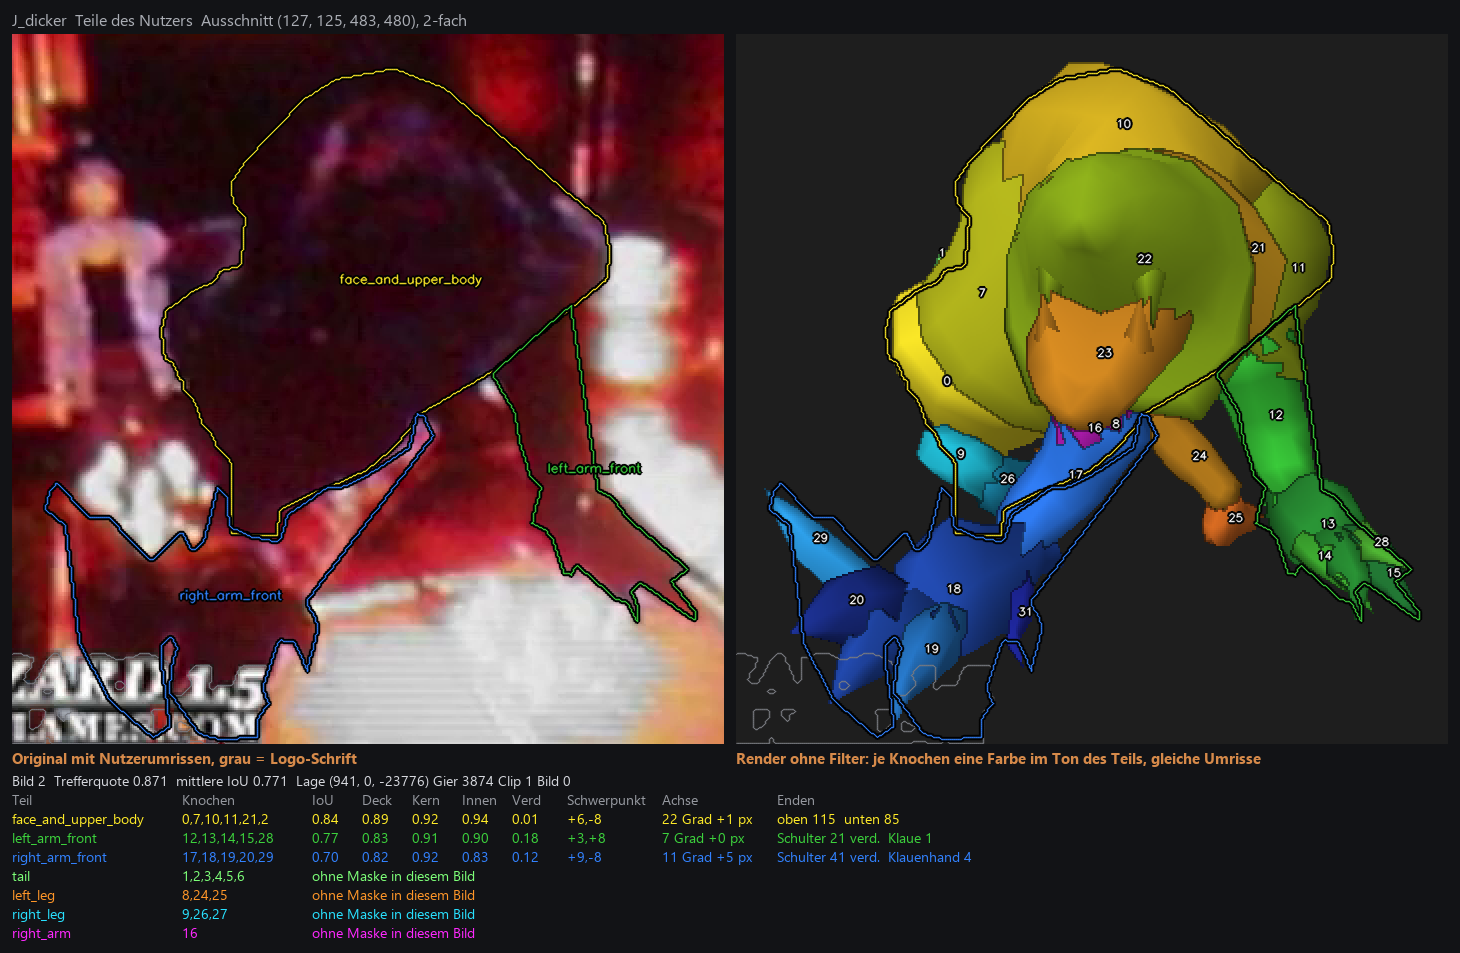 J_dicker Teile des Nutzers Ausschnitt (127, 125, 483, 480), 2-fach
face_and_upper_body
left_arm_front
right_arm_front
ZARD 1.5
LAMES.COM
10
1
22
21
11
7
23
0
16 8
12
9
17
24
26
25
13
28
29
14
15
18
20
31
19
Original mit Nutzerumrissen, grau = Logo-Schrift
Render ohne Filter: je Knochen eine Farbe im Ton des Teils, gleiche Umrisse
Bild 2 Trefferquote 0.871 mittlere IoU 0.771 Lage (941, 0, -23776) Gier 3874 Clip 1 Bild 0
Teil Knochen IoU Deck Kern Innen Verd Schwerpunkt Achse Enden
face_and_upper_body 0,7,10,11,21,2 0.84 0.89 0.92 0.94 0.01 +6,-8 22 Grad +1 px oben 115 unten 85
left_arm_front 12,13,14,15,28 0.77 0.83 0.91 0.90 0.18 +3,+8 7 Grad +0 px Schulter 21 verd. Klaue 1
right_arm_front 17,18,19,20,29 0.70 0.82 0.92 0.83 0.12 +9,-8 11 Grad +5 px Schulter 41 verd. Klauenhand 4
tail 1,2,3,4,5,6 ohne Maske in diesem Bild
left_leg 8,24,25 ohne Maske in diesem Bild
right_leg 9,26,27 ohne Maske in diesem Bild
right_arm 16 ohne Maske in diesem Bild